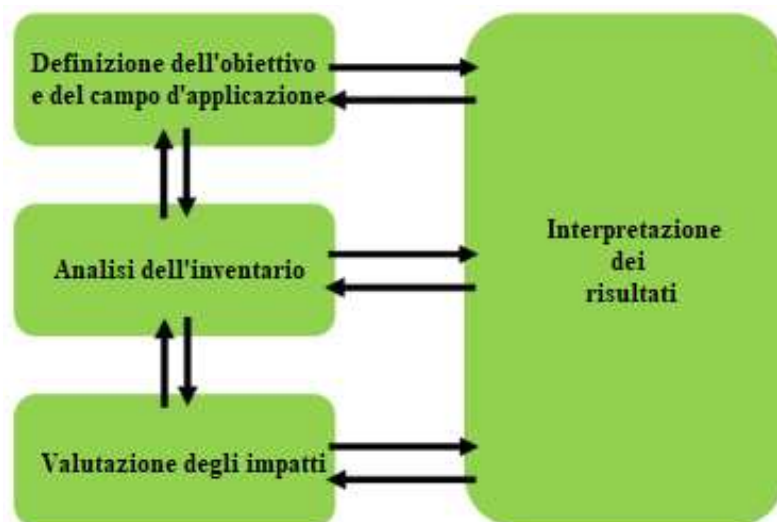 Definizione dell'obiettivo
e del campo d'applicazione
Analisi dell'inventario
Valutazione degli impatti
Interpretazione
dei
risultati